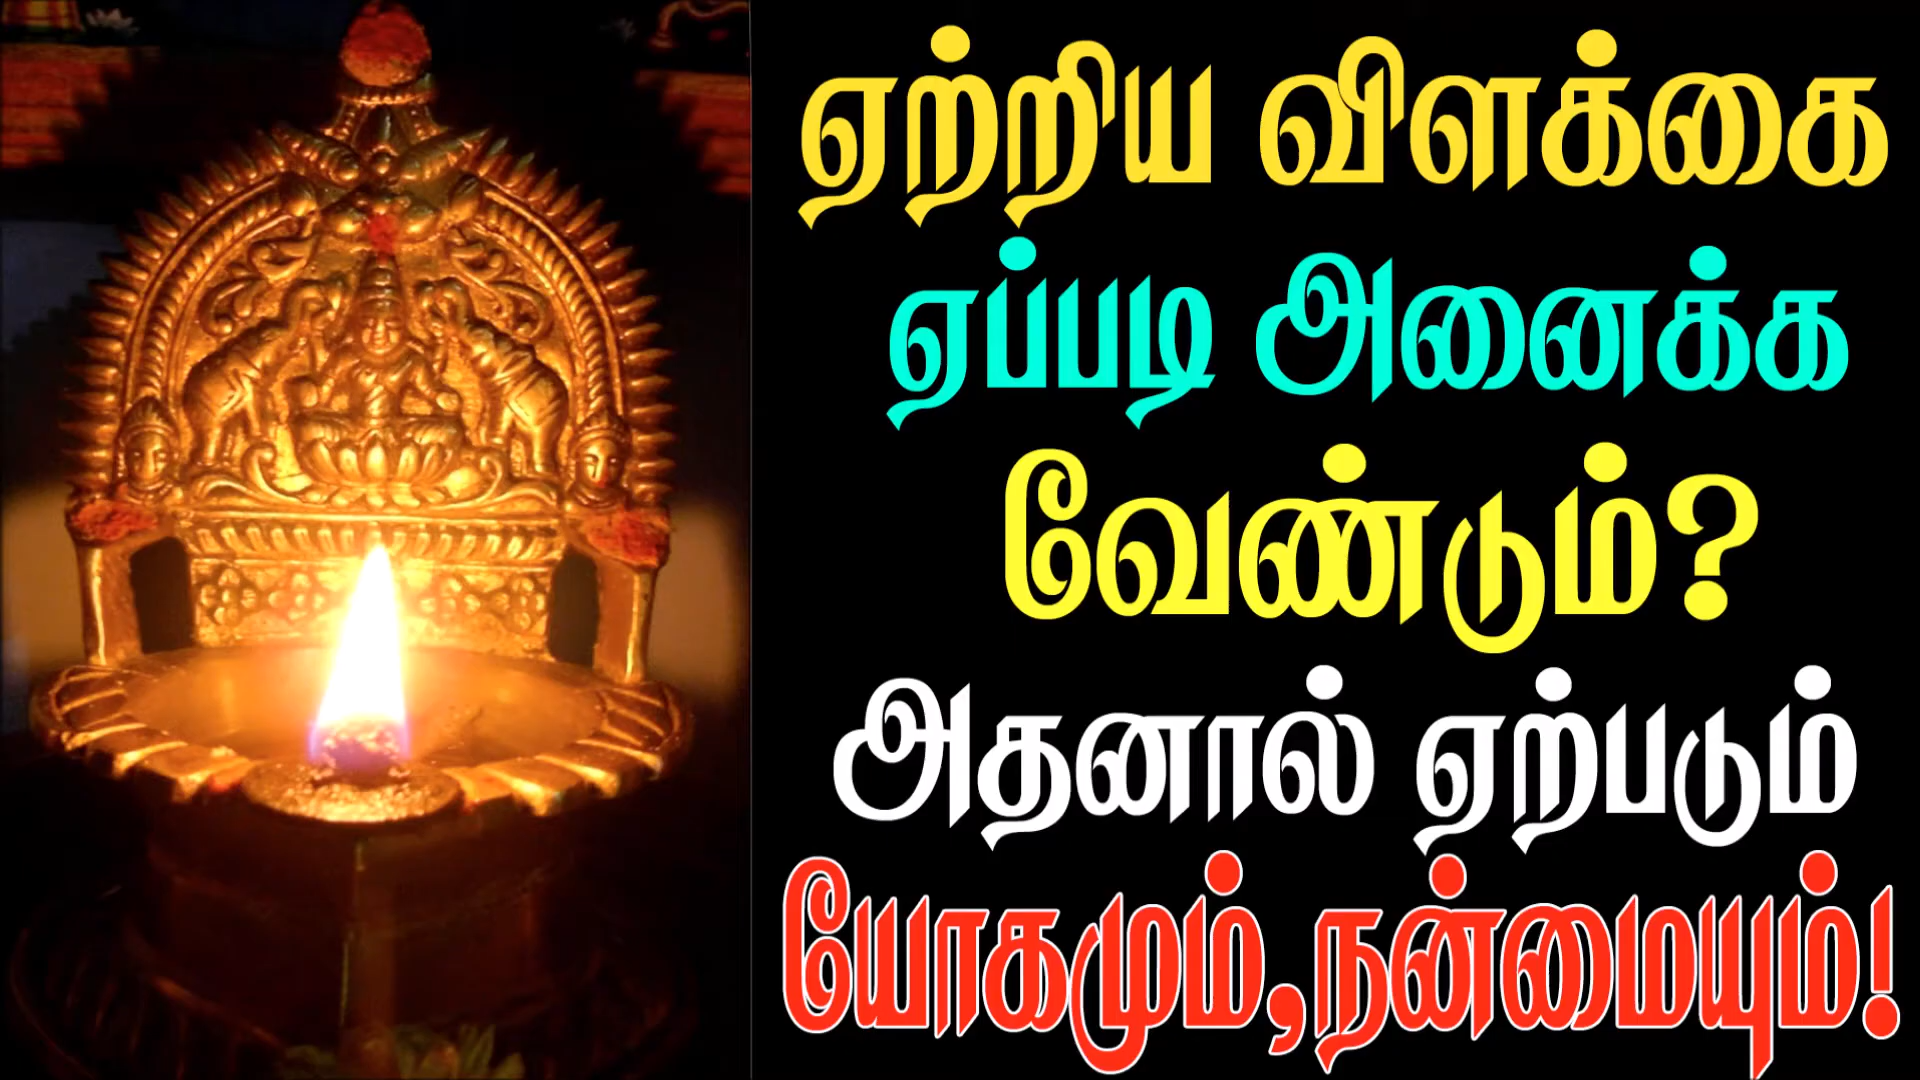 ஏற்றிய விளக்கை
ஏப்படி அனைக்க
வேண்டும்?
அதனால் ஏற்படும்
யோகமும்,நன்மையும்!